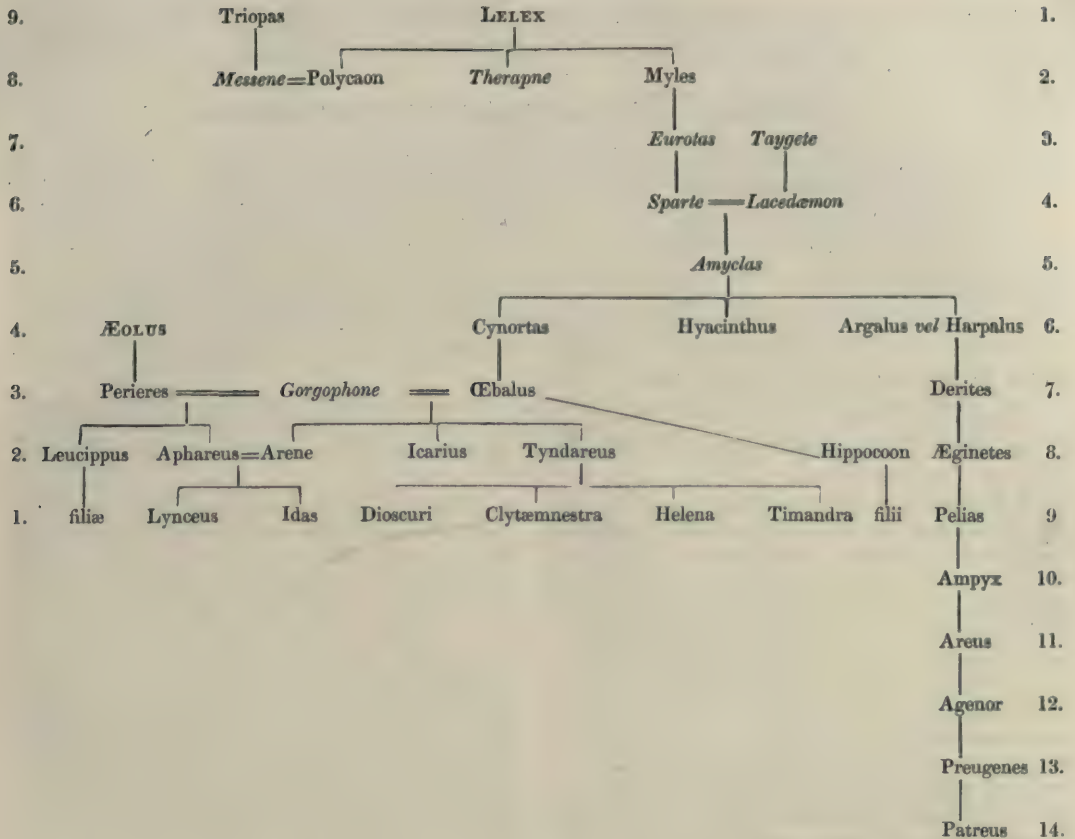 9. Triopas LELEX 1.
8. Messene=Polycaon Therapne Myles 2.
7. Eurotas Taygete 3.
6. Sparte = Lacedæmon 4.
5. Amyclas 5.
4. ÆOLUS Cynortas Hyacinthus Argalus vel Harpalus 6.
3. Perieres = Gorgophone = Œbalus Derites 7.
2. Leucippus Aphareus=Arene Icarius Tyndareus Hippocoon Æginetes 8.
1. filiæ Lynceus Idas Dioscuri Clytæmnestra Helena Timandra filii Pelias 9
Ampyx 10.
Areus 11.
Agenor 12.
Preugenes 13.
Patreus 14.